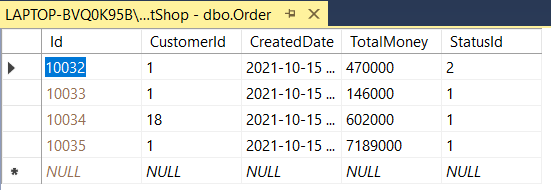 LAPTOP-BVQ0K95B\...tShop - dbo.Order
Id CustomerId CreatedDate TotalMoney StatusId
10032 1 2021-10-15 ... 470000 2
10033 1 2021-10-15 ... 146000 1
10034 18 2021-10-15 ... 602000 1
10035 1 2021-10-15 ... 7189000 1
NULL NULL NULL NULL NULL